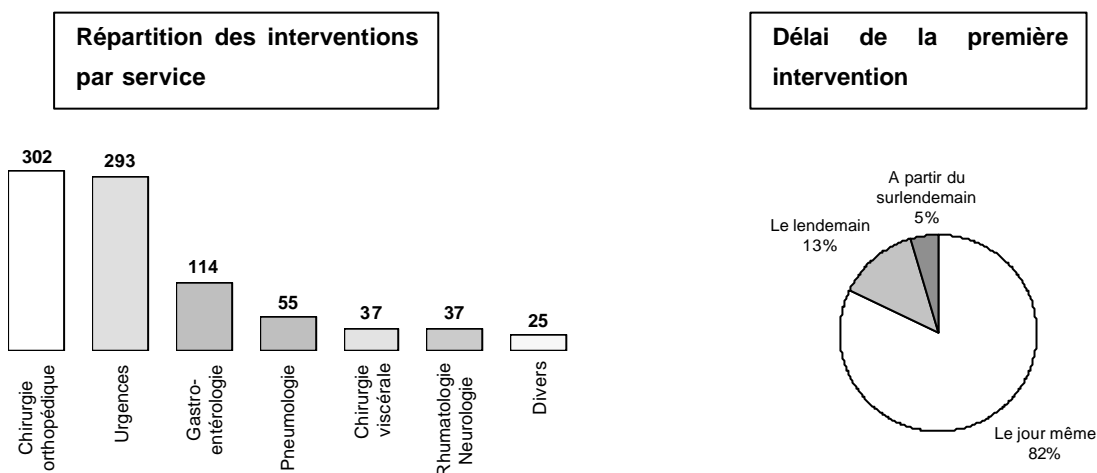 Répartition des interventions
par service
302
293
114
55
37
37
25
Chirurgie
orthopédique
Urgences
Gastro-
entérologie
Pneumologie
Chirurgie
viscérale
Rhumatologie
Neurologie
Divers
Délai de la première
intervention
A partir du
surlendemain
5%
Le lendemain
13%
Le jour même
82%